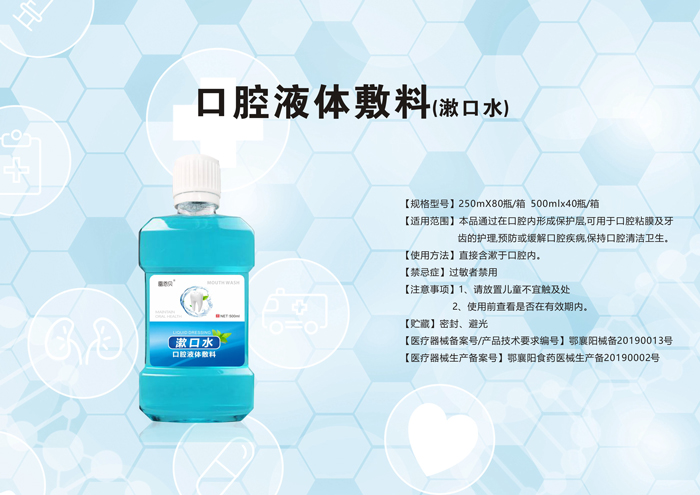 口腔液体敷料(漱口水)
【规格型号】250mX80瓶/箱 500mlx40瓶/箱
【适用范围】本品通过在口腔内形成保护层,可用于口腔粘膜及牙
齿的护理,预防或缓解口腔疾病,保持口腔清洁卫生。
【使用方法】直接含漱于口腔内。
【禁忌症】过敏者禁用
【注意事项】1、请放置儿童不宜触及处
2、使用前查看是否在有效期内。
【贮藏】密封、避光
【医疗器械备案号/产品技术要求编号】鄂襄阳械备20190013号
【医疗器械生产备案号】鄂襄阳食药医械生产备20190002号
MOUTH WASH
漱口水
口腔液体敷料